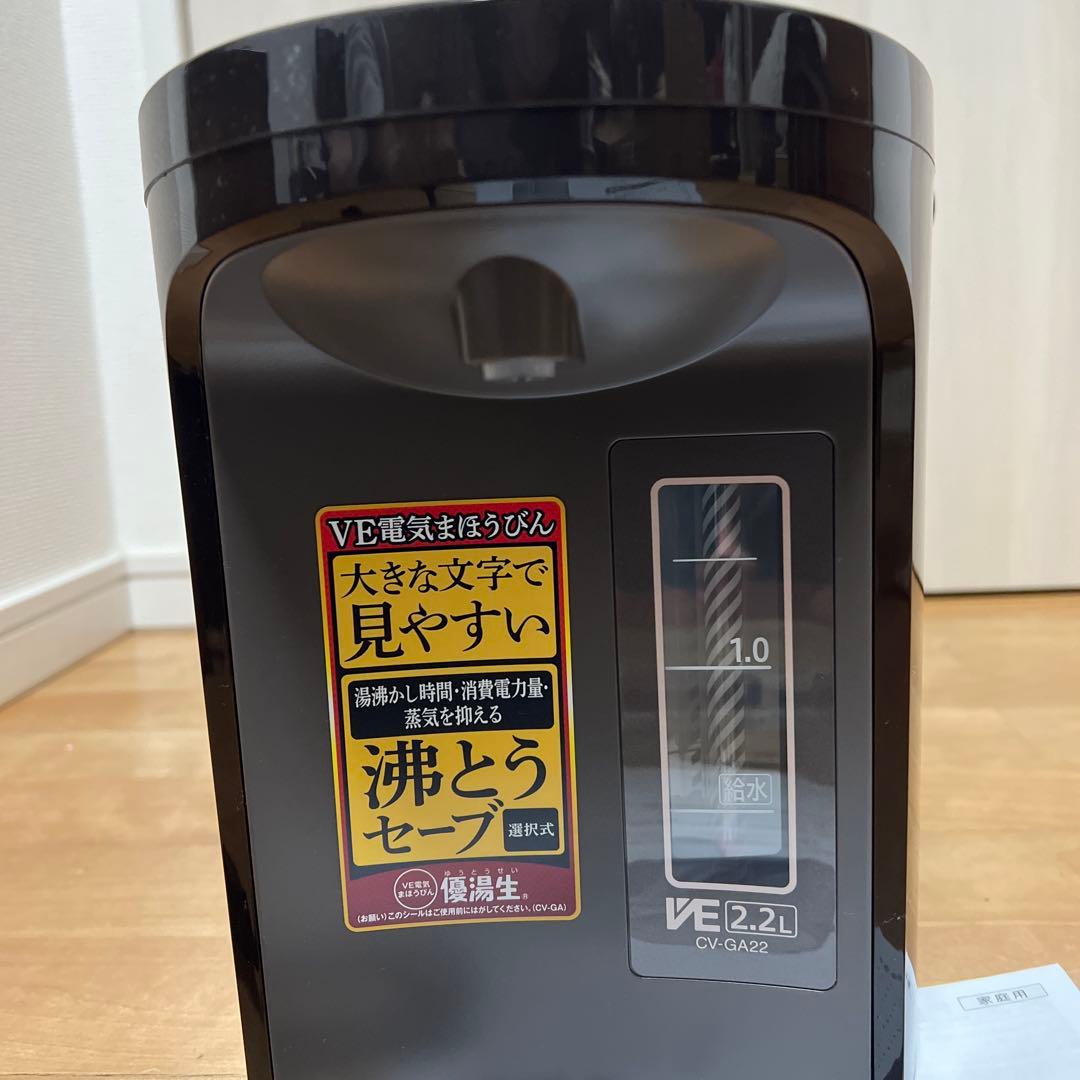 VE電気まほうびん
大きな文字で
見やすい
湯沸かし時間・消費電力量・
蒸気を抑える
沸とう
セーブ
選択式
VE電気
まほうびん
ゆうとうせい
優湯生®
(お願い)このシールはご使用前にはがしてください。(CV-GA)
1.0
給水
VE 2.2L
CV-GA22
家庭用